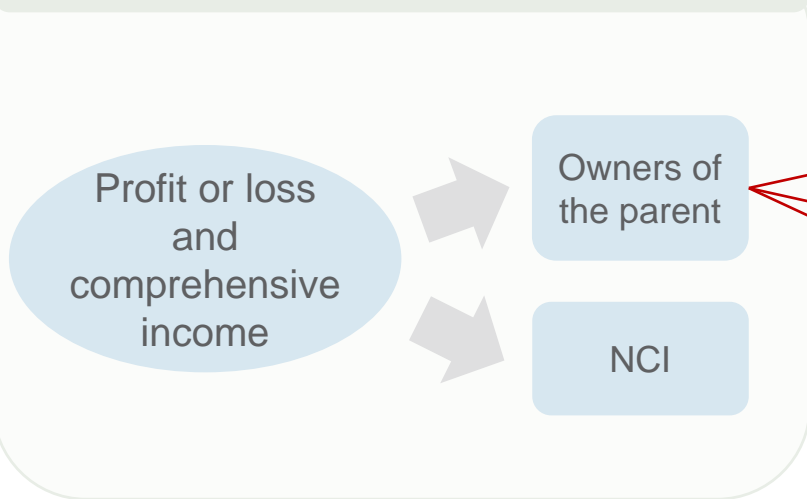 Profit or loss
and
comprehensive
income
Owners of
the parent
NCI